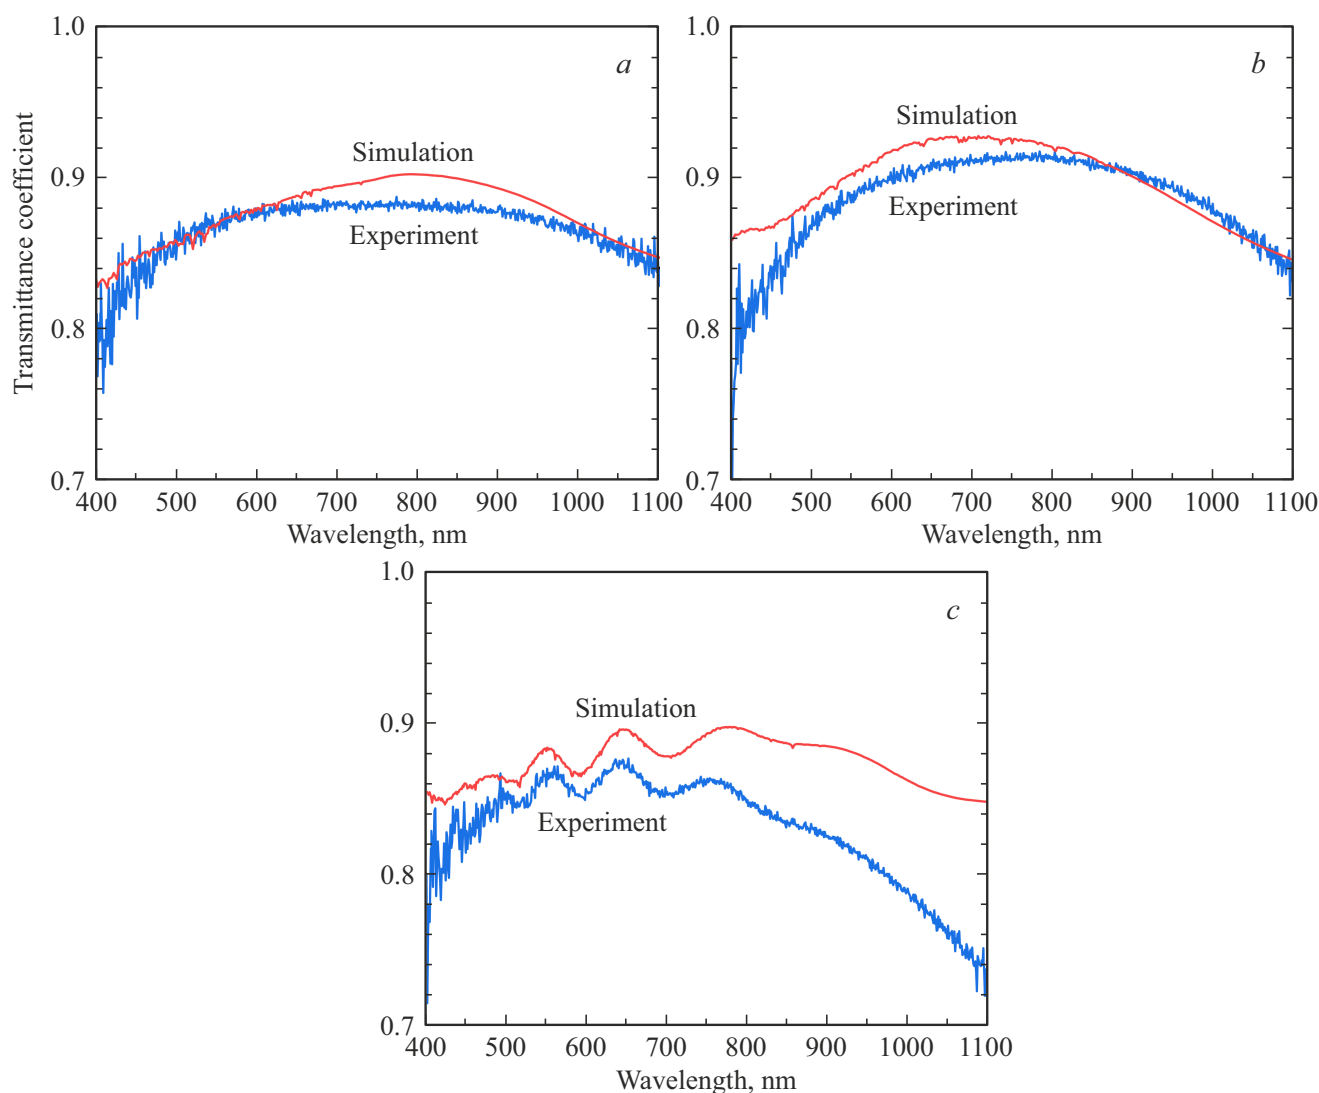 1.0
a
Simulation
Experiment
0.9
0.8
0.7
Transmittance coefficient
400 500 600 700 800 900 1000 1100
Wavelength, nm
1.0
b
Simulation
Experiment
0.9
0.8
0.7
400 500 600 700 800 900 1000 1100
Wavelength, nm
1.0
c
Simulation
Experiment
0.9
0.8
0.7
400 500 600 700 800 900 1000 1100
Wavelength, nm